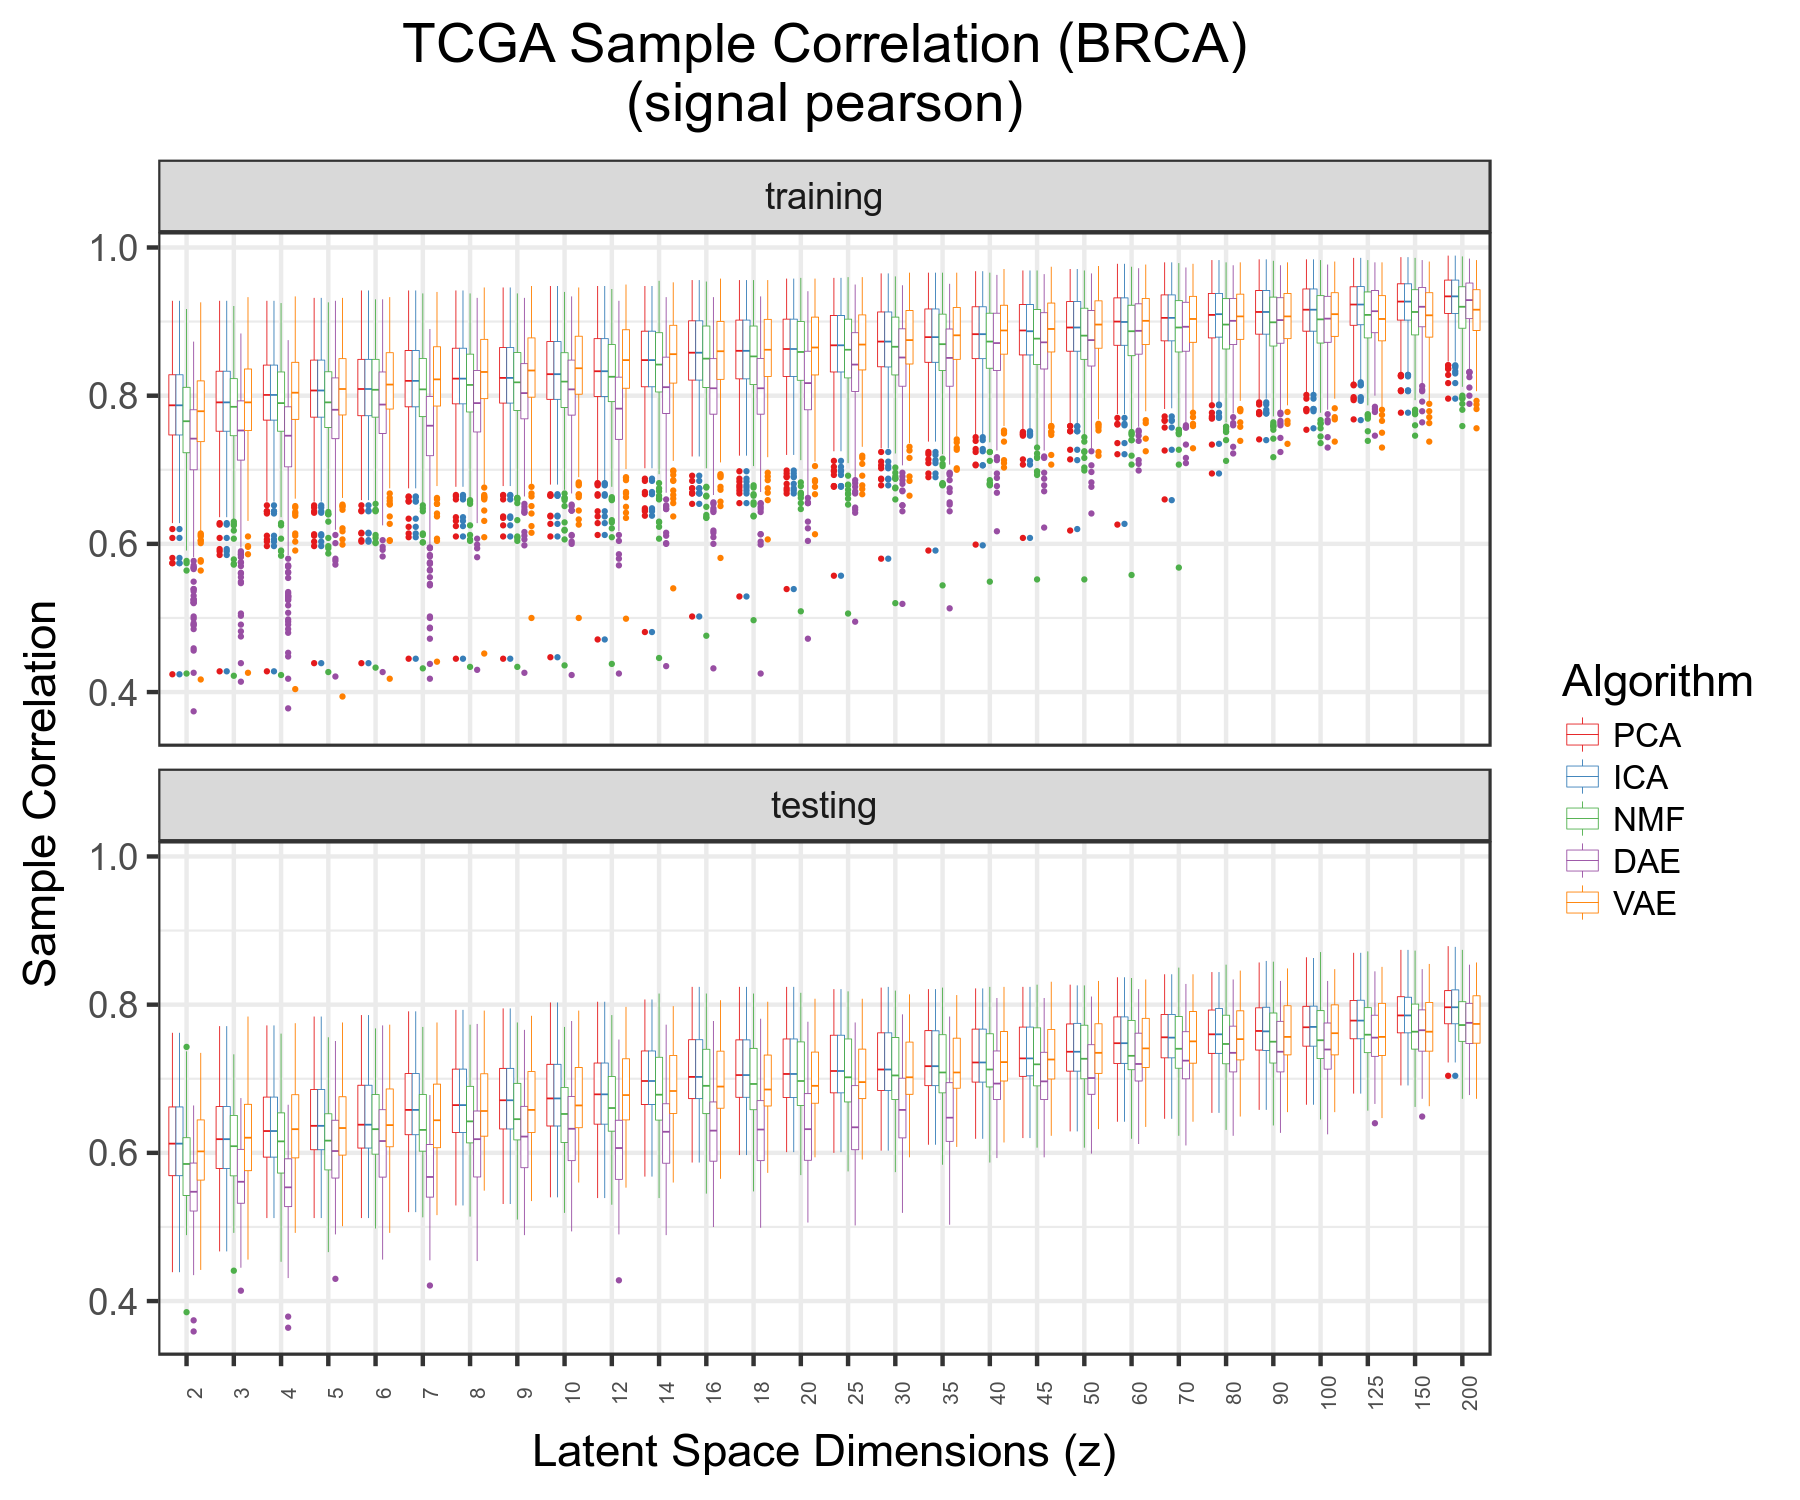 TCGA Sample Correlation (BRCA)
(signal pearson)
training
1.0
0.8
0.6
0.4
Sample Correlation
testing
1.0
0.8
0.6
0.4
2 3 4 5 6 7 8 9 10 12 14 16 18 20 25 30 35 40 45 50 60 70 80 90 100 125 150 200
Latent Space Dimensions (z)
Algorithm
PCA
ICA
NMF
DAE
VAE